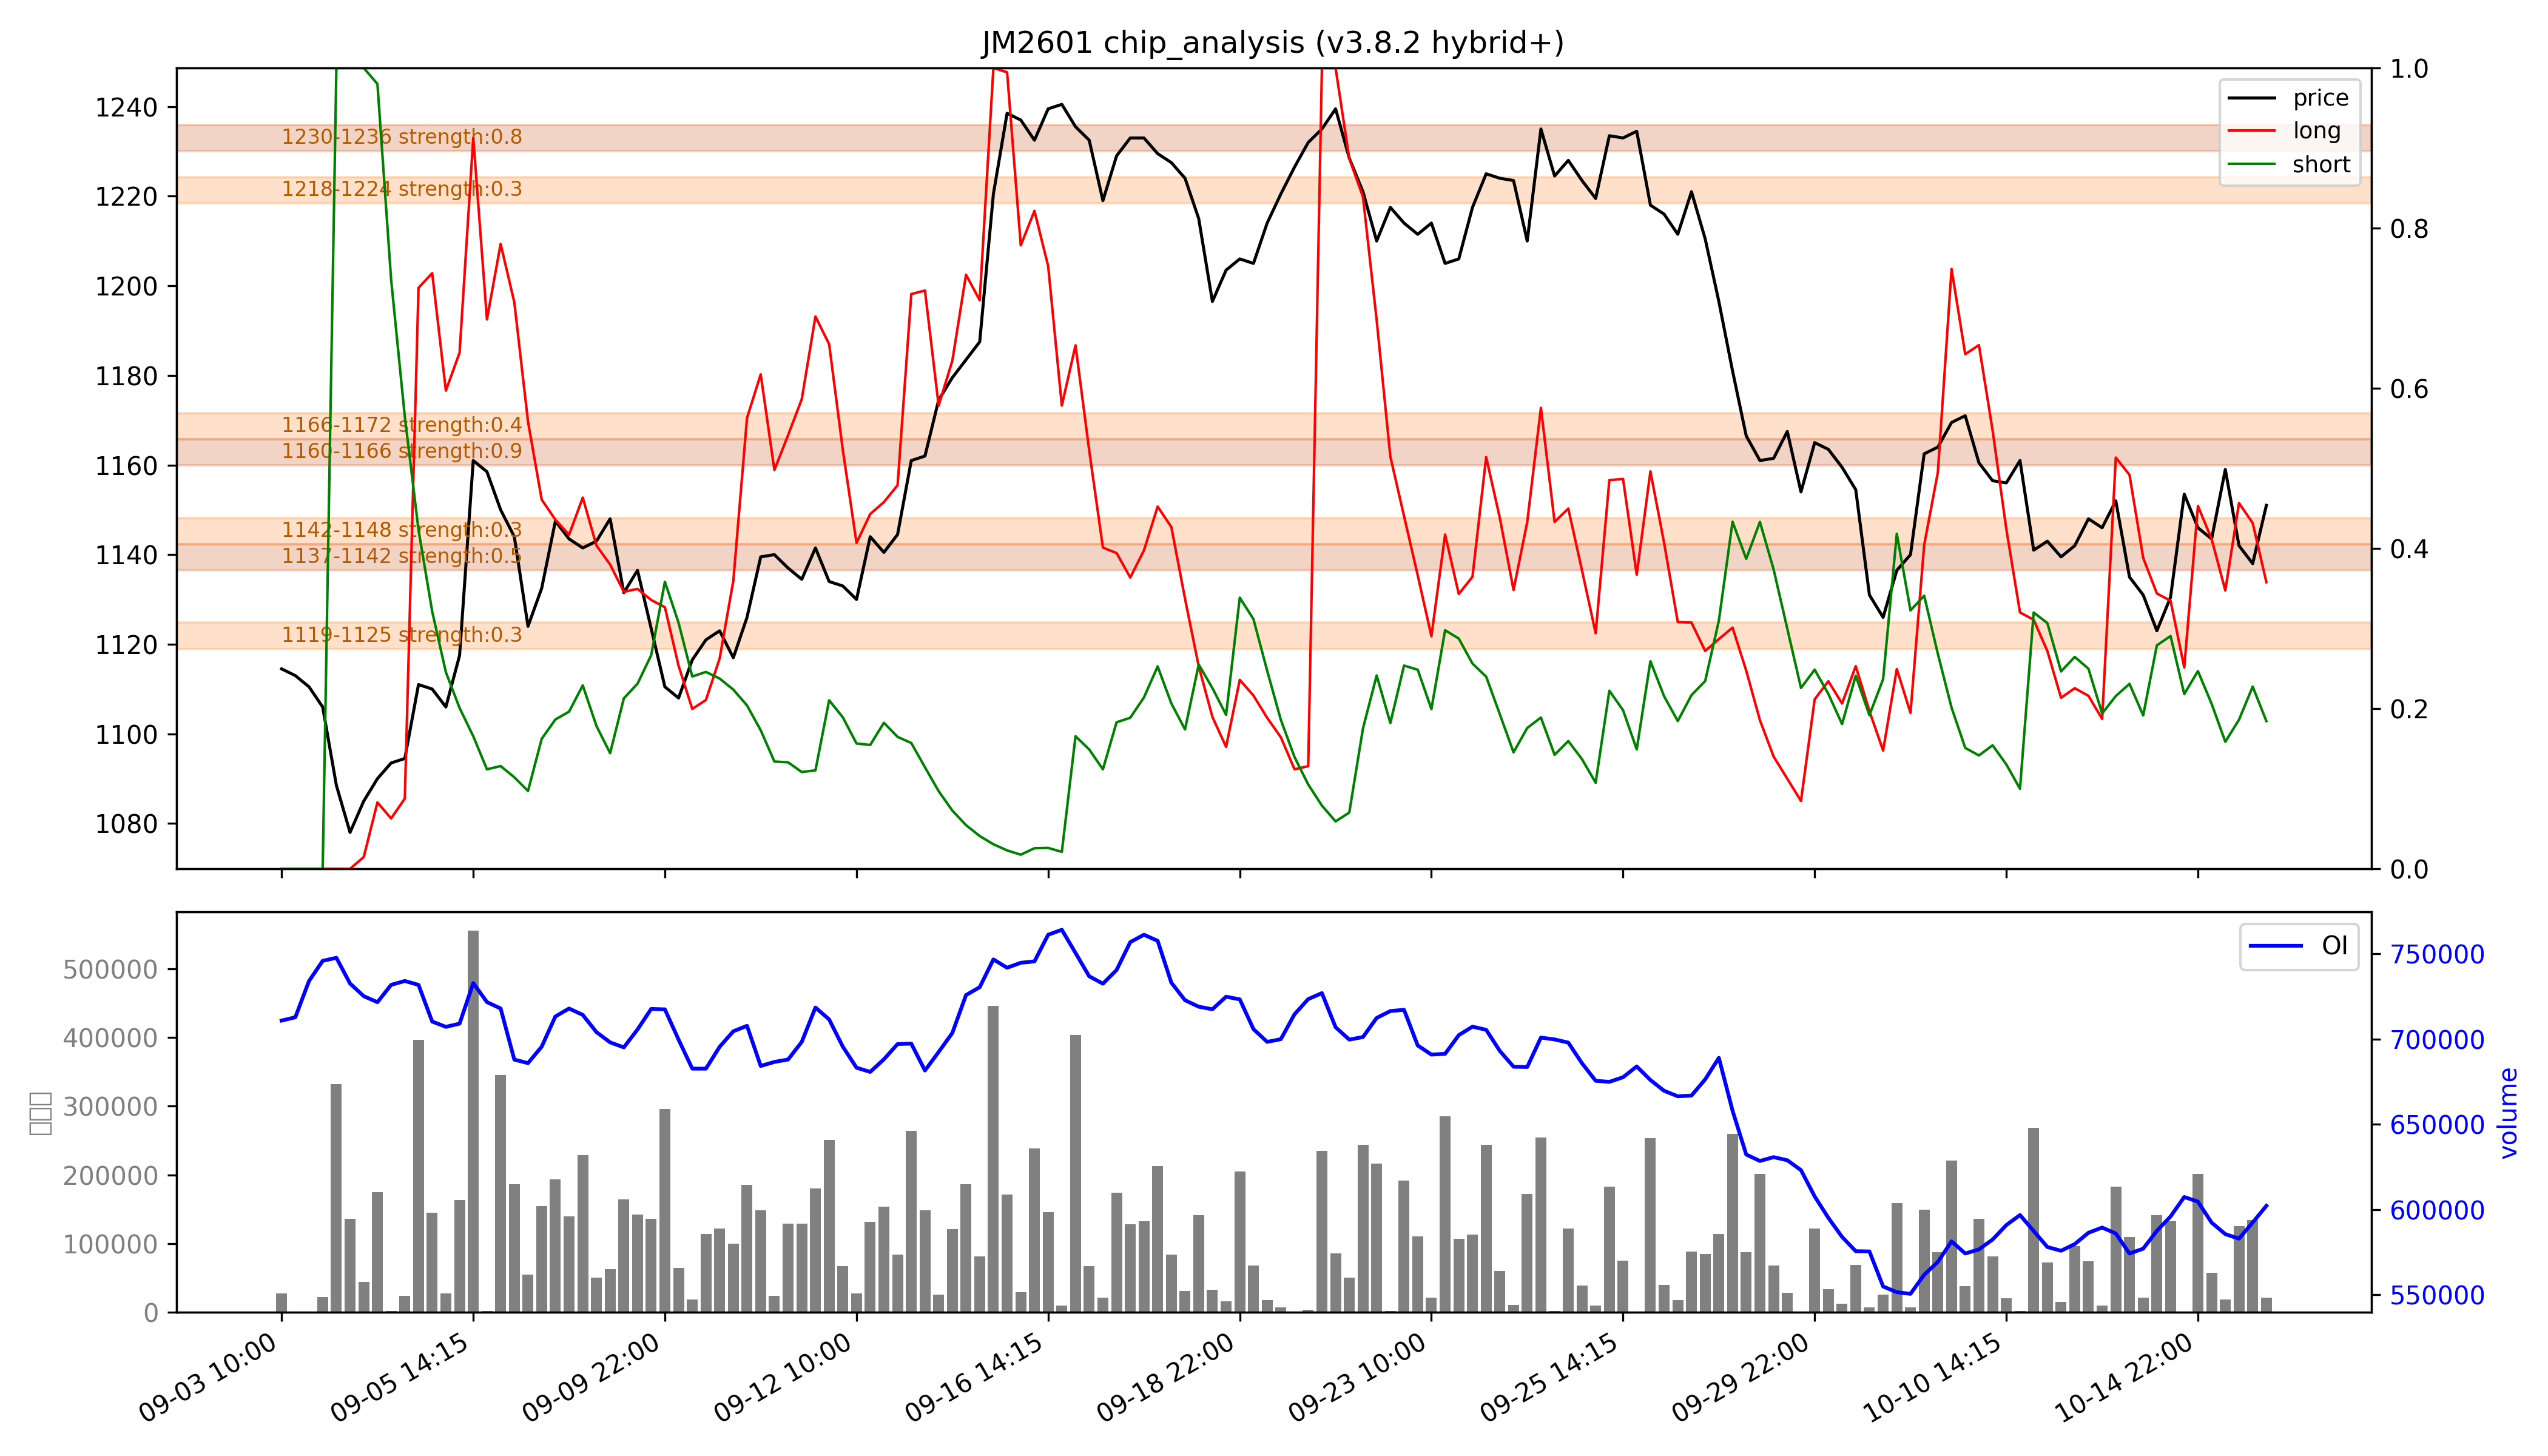 JM2601 chip_analysis (v3.8.2 hybrid+)
1240
1220
1200
1180
1160
1140
1120
1100
1080
1230-1236 strength:0.8
1218-1224 strength:0.3
1166-1172 strength:0.4
1160-1166 strength:0.9
1142-1148 strength:0.3
1137-1142 strength:0.5
1119-1125 strength:0.3
price
long
short
1.0
0.8
0.6
0.4
0.2
0.0
500000
400000
300000
200000
100000
0
OI
750000
700000
650000
600000
550000
volume
09-03 10:00
09-05 14:15
09-09 22:00
09-12 10:00
09-16 14:15
09-18 22:00
09-23 10:00
09-25 14:15
09-29 22:00
10-10 14:15
10-14 22:00